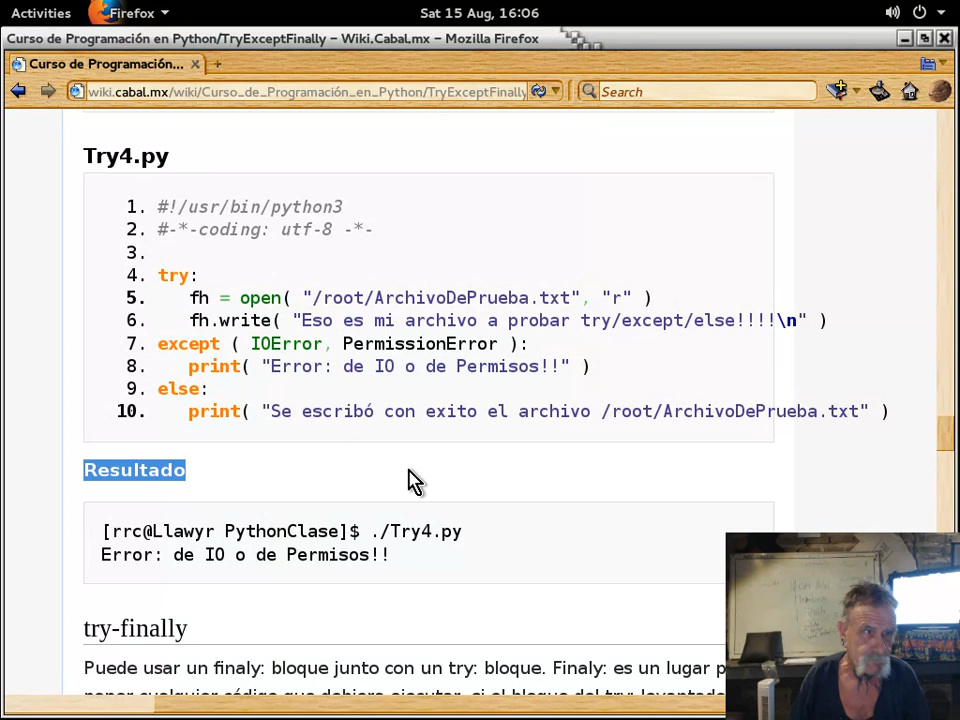 Activities Firefox Sat 15 Aug, 16:06
Curso de Programación en Python/TryExceptFinally – Wiki.Cabal.mx – Mozilla Firefox
Curso de Programación...
wiki.cabal.mx/wiki/Curso_de_Programación_en_Python/TryExceptFinally Search
Try4.py
1. #!/usr/bin/python3
2. #-*-coding: utf-8 -*-
3.
4. try:
5. fh = open( "/root/ArchivoDePrueba.txt", "r" )
6. fh.write( "Eso es mi archivo a probar try/except/else!!!!\n" )
7. except ( IOError, PermissionError ):
8. print( "Error: de IO o de Permisos!!" )
9. else:
10. print( "Se escribó con exito el archivo /root/ArchivoDePrueba.txt" )
Resultado
[rrc@Llawyr PythonClase]$ ./Try4.py
Error: de IO o de Permisos!!
try-finally
Puede usar un finaly: bloque junto con un try: bloque. Finaly: es un lugar